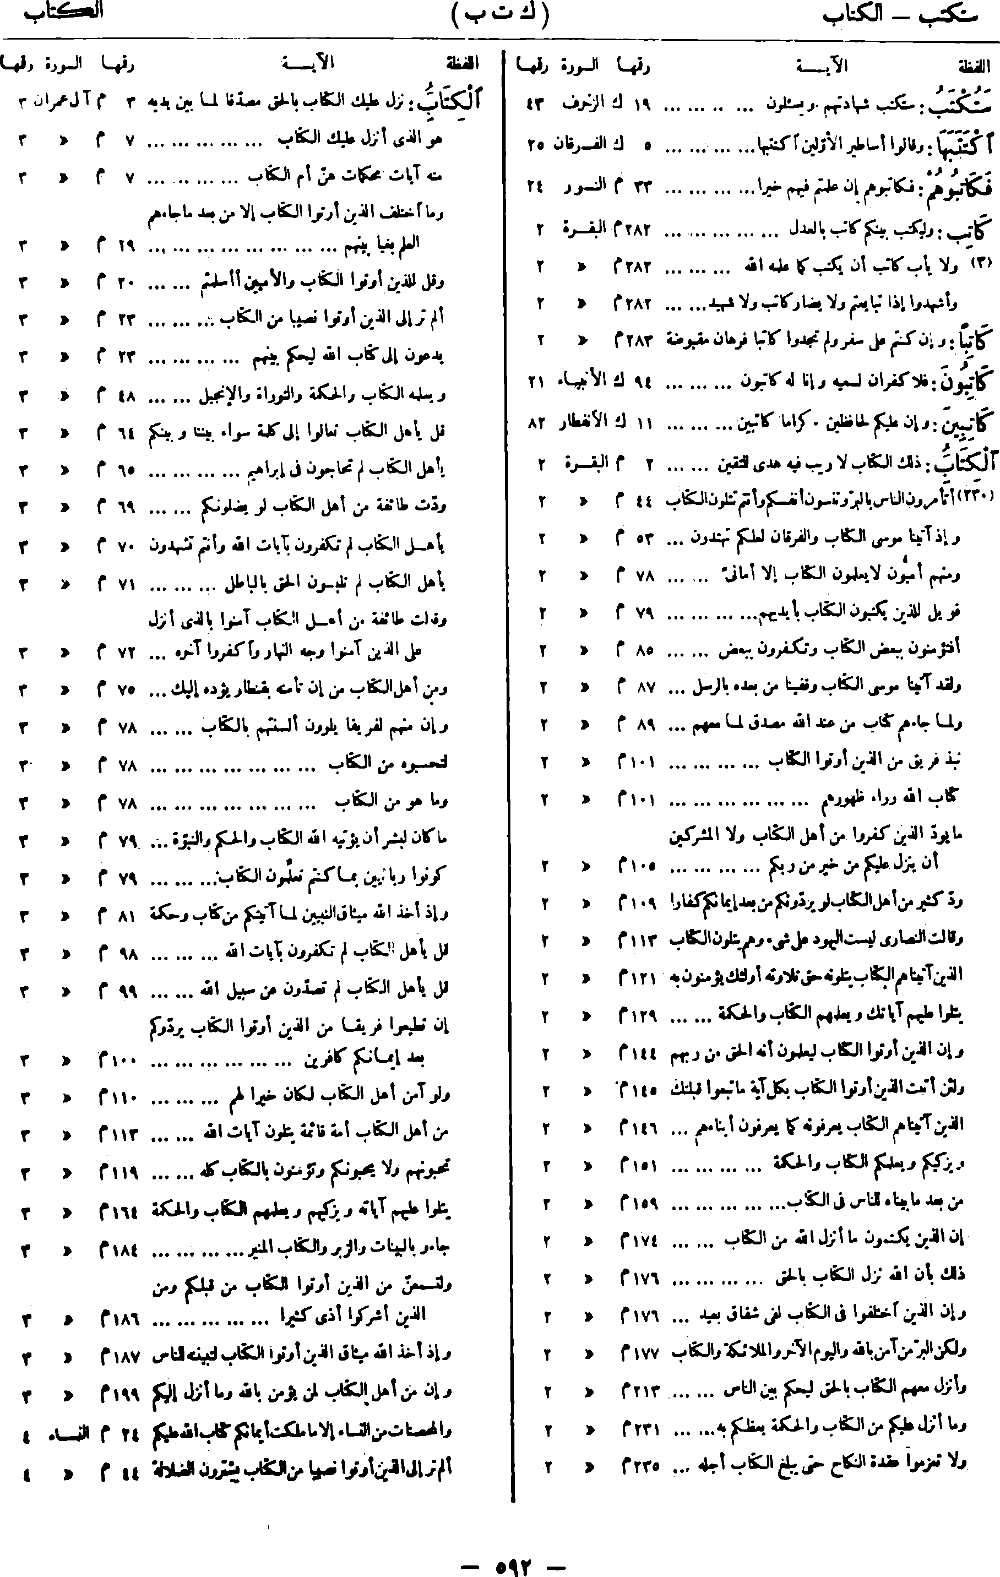 ستكتب – الكتاب
( ك ت ب )
الكتاب
اللفظة الآيــــة رقها السورة رقها
سَتُكْتَبُ : ستكتب شهادتهم ويسئلون ... .. ... ١٩ ك الزخرف ٤٣
اَكْتَتَبَهَا : وقالوا أساطير الأولين اكتتبها... ... ... ... ٥ ك الفرقان ٢٥
فَكَاتِبُوهُمْ : فكاتبوهم إن علمتم فيهم خيرا... ... ... ... ٣٣ م النور ٢٤
كَاتِب : وليكتب بينكم كاتب بالعدل ... ... ... ... ... ٢٨٢ م البقرة ٢
(٣) ولا يأب كاتب أن يكتب كما علمه الله ... ... ... ٢٨٢ م « ٢
وأشهدوا إذا تبايعتم ولا يضار كاتب ولا شهيد... ... ٢٨٢ م « ٢
كَاتِبًا : وإن كنتم على سفر ولم تجدوا كاتبا فرهان مقبوضة ٢٨٣ م « ٢
كَاتِبُونَ : فلا كفران لسعيه وإنا له كاتبون ... ... ... ٩٤ ك الأنبياء ٢١
كَاتِبِينَ : وإن عليكم لحافظين . كراما كاتبين ... ... ... ١١ ك الأنفطار ٨٢
اَلْكِتَابُ : ذلك الكتاب لا ريب فيه هدى للتقين ... ... ٢ م البقرة ٢
(٢٣٠) أتأمرون الناس بالبر وتنسون أنفسكم وأنتم تتلون الكتاب ٤٤ م « ٢
وإذ آتينا موسى الكتاب والفرقان لعلكم تهتدون ... ٥٣ م « ٢
ومنهم أميون لا يعلمون الكتاب إلا أمانى ... ... ٧٨ م « ٢
فويل للذين يكتبون الكتاب بأيديهم... ... ... ... ٧٩ م « ٢
أفتؤمنون ببعض الكتاب وتكفرون ببعض ... ... ٨٥ م « ٢
ولقد آتينا موسى الكتاب وقفينا من بعده بالرسل ... ٨٧ م « ٢
ولما جاءهم كتاب من عند الله مصدق لما معهم ... ٨٩ م « ٢
نبذ فريق من الذين أوتوا الكتاب ... ... ... ... ١٠١ م « ٢
كتاب الله وراء ظهورهم ... ... ... ... ... ... ١٠١ م « ٢
ما يودّ الذين كفروا من أهل الكتاب ولا المشركين
أن ينزل عليكم من خير من ربكم ... ... ... ... ١٠٥ م « ٢
ودّ كثير من أهل الكتاب لو يردّونكم من بعد إيمانكم كفارا ١٠٩ م « ٢
وقالت النصارى ليست اليهود على شىء وهم يتلون الكتاب ١١٣ م « ٢
الذين آتيناهم الكتاب يتلونه حق تلاوته أولئك يؤمنون به ١٢١ م « ٢
يتلوا عليهم آياتك ويعلمهم الكتاب والحكمة ... ... ١٢٩ م « ٢
وإن الذين أوتوا الكتاب ليعلمون أنه الحق من ربهم ١٤٤ م « ٢
ولئن أتيت الذين أوتوا الكتاب بكل آية ما تبعوا قبلتك ١٤٥ م « ٢
الذين آتيناهم الكتاب يعرفونه كما يعرفون أبناءهم ... ١٤٦ م « ٢
ويزكيكم ويعلمكم الكتاب والحكمة ... ... ... ... ١٥١ م « ٢
من بعد ما بيناه للناس فى الكتاب... ... ... ... ... ١٥٩ م « ٢
إن الذين يكتمون ما أنزل الله من الكتاب ... ... ١٧٤ م « ٢
ذلك بأن الله نزل الكتاب بالحق ... ... ... ... ١٧٦ م « ٢
وإن الذين اختلفوا فى الكتاب لفى شقاق بعيد ... ١٧٦ م « ٢
ولكن البرّ من آمن بالله واليوم الآخر والملائكة والكتاب ١٧٧ م « ٢
وأنزل معهم الكتاب بالحق ليحكم بين الناس ... ... ٢١٣ م « ٢
وما أنزل عليكم من الكتاب والحكمة يعظكم به... ... ٢٣١ م « ٢
ولا تعزموا عقدة النكاح حتى يبلغ الكتاب أجله ... ٢٣٥ م « ٢
اللفظة الآيــــة رقها السورة رقها
اَلْكِتَابُ : نزل عليك الكتاب بالحق مصدّقا لما بين يديه ٣ م آل عمران ٣
هو الذى أنزل عليك الكتاب ... ... ... ... ... ٧ م « ٣
منه آيات محكمات هنّ أم الكتاب ... ... ... ... ٧ م « ٣
وما اختلف الذين أوتوا الكتاب إلا من بعد ما جاءهم
العلم بغيا بينهم ... ... ... ... ... ... ... ... ١٩ م « ٣
وقل للذين أوتوا الكتاب والأميين أأسلمتم ... ... ٢٠ م « ٣
ألم تر إلى الذين أوتوا نصيبا من الكتاب ... ... ... ٢٣ م « ٣
يدعون إلى كتاب الله ليحكم بينهم ... ... ... ... ٢٣ م « ٣
ويعلمه الكتاب والحكمة والتوراة والإنجيل ... ... ٤٨ م « ٣
قل يأهل الكتاب تعالوا إلى كلمة سواء بيننا وبينكم ٦٤ م « ٣
يأهل الكتاب لم تحاجون فى إبراهيم ... ... ... ... ٦٥ م « ٣
ودّت طائفة من أهل الكتاب لو يضلونكم ... ... ٦٩ م « ٣
يأهـل الكتاب لم تكفرون بآيات الله وأنتم تشهدون ٧٠ م « ٣
يأهل الكتاب لم تلبسون الحق بالباطل ... ... ... ٧١ م « ٣
وقالت طائفة من أهـل الكتاب آمنوا بالذى أنزل
على الذين آمنوا وجه النهار واكفروا آخره ... ٧٢ م « ٣
ومن أهل الكتاب من إن تأمنه بقنطار يؤده إليك... ٧٥ م « ٣
وإن منهم لفريقا يلوون ألسنتهم بالكتاب ... ... ٧٨ م « ٣
لتحسبوه من الكتاب ... ... ... ... ... ... ... ٧٨ م « ٣
وما هو من الكتاب ... ... ... ... ... ... ... ٧٨ م « ٣
ما كان لبشر أن يؤتيه الله الكتاب والحكم والنبوّة ... ٧٩ م « ٣
كونوا ربانيين بما كنتم تعلّمون الكتاب... ... ... ٧٩ م « ٣
وإذ أخذ الله ميثاق النبيين لما آتيتكم من كتاب وحكمة ٨١ م « ٣
قل يأهل الكتاب لم تكفرون بآيات الله ... ... ... ٩٨ م « ٣
قل يأهل الكتاب لم تصدّون عن سبيل الله ... ... ٩٩ م « ٣
إن تطيعوا فريقا من الذين أوتوا الكتاب يردّوكم
بعد إيمانكم كافرين ... ... ... ... ... ... ... ١٠٠ م « ٣
ولو آمن أهل الكتاب لكان خيرا لهم ... ... ... ١١٠ م « ٣
من أهل الكتاب أمة قائمة يتلون آيات الله ... ... ١١٣ م « ٣
تحبونهم ولا يحبونكم وتؤمنون بالكتاب كله ... ... ١١٩ م « ٣
يتلوا عليهم آياته ويزكيهم ويعلمهم الكتاب والحكمة ١٦٤ م « ٣
جاءو بالبينات والزبر والكتاب المنير... ... ... ... ١٨٤ م « ٣
ولتسمعنّ من الذين أوتوا الكتاب من قبلكم ومن
الذين أشركوا أذى كثيرا ... ... ... ... ... ... ١٨٦ م « ٣
وإذ أخذ الله ميثاق الذين أوتوا الكتاب لتبيننه للناس ١٨٧ م « ٣
وإن من أهل الكتاب لمن يؤمن بالله وما أنزل إليكم ١٩٩ م « ٣
والمحصنات من النساء إلا ما ملكت أيمانكم كتاب الله عليكم ٢٤ م النساء ٤
ألم تر إلى الذين أوتوا نصيبا من الكتاب يشترون الضلالة ٤٤ م « ٤
– ٥٩٢ –